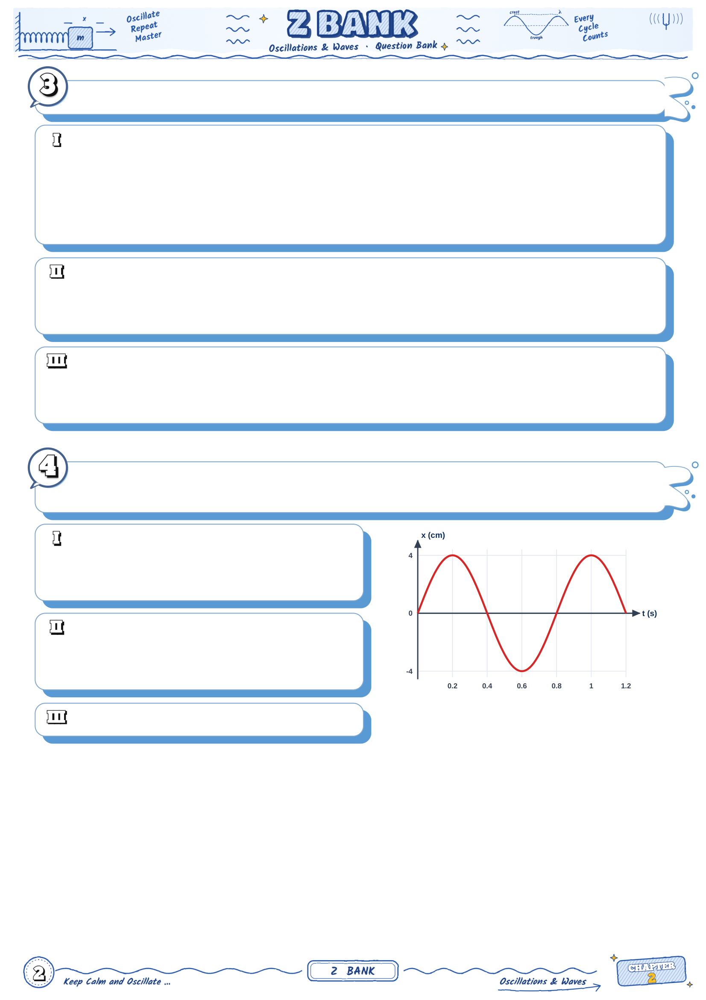 x
m
Oscillate
Repeat
Master
Z BANK
Oscillations & Waves · Question Bank
crest
λ
trough
Every
Cycle
Counts
3
I
II
III
4
I
x (cm)
4
0
-4
t (s)
0.2 0.4 0.6 0.8 1 1.2
II
III
2
Keep Calm and Oscillate ...
Z BANK
Oscillations & Waves
CHAPTER
2